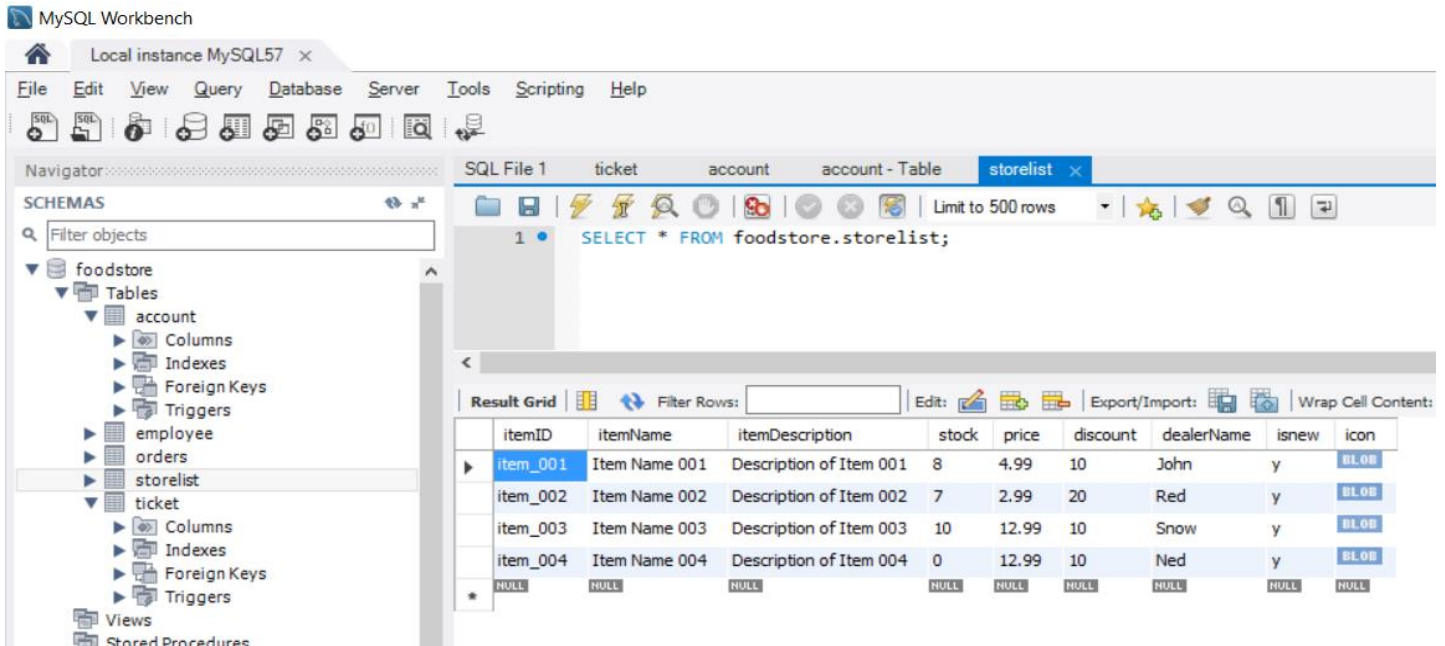 MySQL Workbench
Local instance MySQL57 ×
File Edit View Query Database Server Tools Scripting Help
Navigator
SCHEMAS
Filter objects
foodstore
Tables
account
Columns
Indexes
Foreign Keys
Triggers
employee
orders
storelist
ticket
Columns
Indexes
Foreign Keys
Triggers
Views
Stored Procedures
SQL File 1 ticket account account - Table storelist ×
Limit to 500 rows
1 SELECT * FROM foodstore.storelist;
Result Grid Filter Rows: Edit: Export/Import: Wrap Cell Content:
itemID itemName itemDescription stock price discount dealerName isnew icon
item_001 Item Name 001 Description of Item 001 8 4.99 10 John y BLOB
item_002 Item Name 002 Description of Item 002 7 2.99 20 Red y BLOB
item_003 Item Name 003 Description of Item 003 10 12.99 10 Snow y BLOB
item_004 Item Name 004 Description of Item 004 0 12.99 10 Ned y BLOB
* NULL NULL NULL NULL NULL NULL NULL NULL NULL